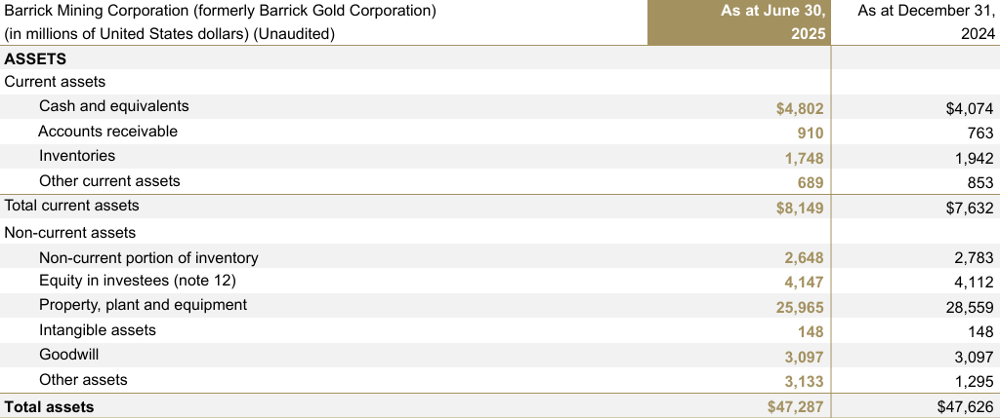 Barrick Mining Corporation (formerly Barrick Gold Corporation) As at June 30, As at December 31,
(in millions of United States dollars) (Unaudited) 2025 2024
ASSETS
Current assets
Cash and equivalents $4,802 $4,074
Accounts receivable 910 763
Inventories 1,748 1,942
Other current assets 689 853
Total current assets $8,149 $7,632
Non-current assets
Non-current portion of inventory 2,648 2,783
Equity in investees (note 12) 4,147 4,112
Property, plant and equipment 25,965 28,559
Intangible assets 148 148
Goodwill 3,097 3,097
Other assets 3,133 1,295
Total assets $47,287 $47,626